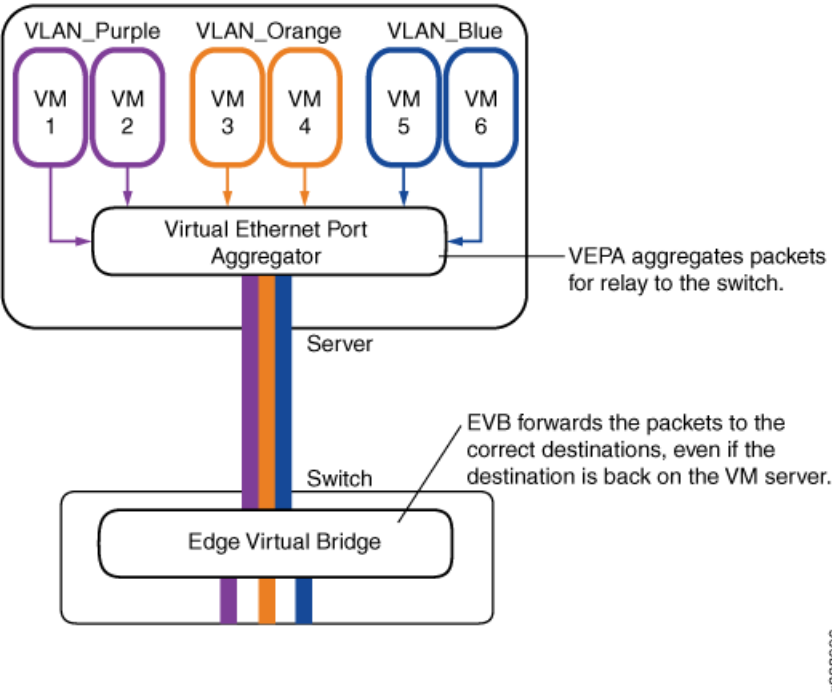 VLAN_Purple VLAN_Orange VLAN_Blue
VM VM VM VM VM VM
1 2 3 4 5 6
Virtual Ethernet Port
Aggregator
VEPA aggregates packets
for relay to the switch.
Server
EVB forwards the packets to the
correct destinations, even if the
destination is back on the VM server.
Switch
Edge Virtual Bridge